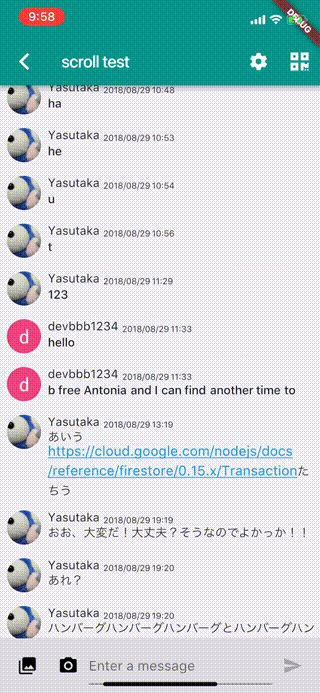 9:58
DEBUG
scroll test
Yasutaka 2018/08/29 10:48
ha
Yasutaka 2018/08/29 10:53
he
Yasutaka 2018/08/29 10:54
u
Yasutaka 2018/08/29 10:56
t
Yasutaka 2018/08/29 11:29
123
d
devbbb1234 2018/08/29 11:33
hello
d
devbbb1234 2018/08/29 11:33
b free Antonia and I can find another time to
Yasutaka 2018/08/29 13:19
あいう
https://cloud.google.com/nodejs/docs
/reference/firestore/0.15.x/Transactionた
ちう
Yasutaka 2018/08/29 19:19
おお、大変だ！大丈夫？そうなのでよかっか！！
Yasutaka 2018/08/29 19:20
あれ？
Yasutaka 2018/08/29 19:20
ハンバーグハンバーグハンバーグとハンバーグハン
Enter a message